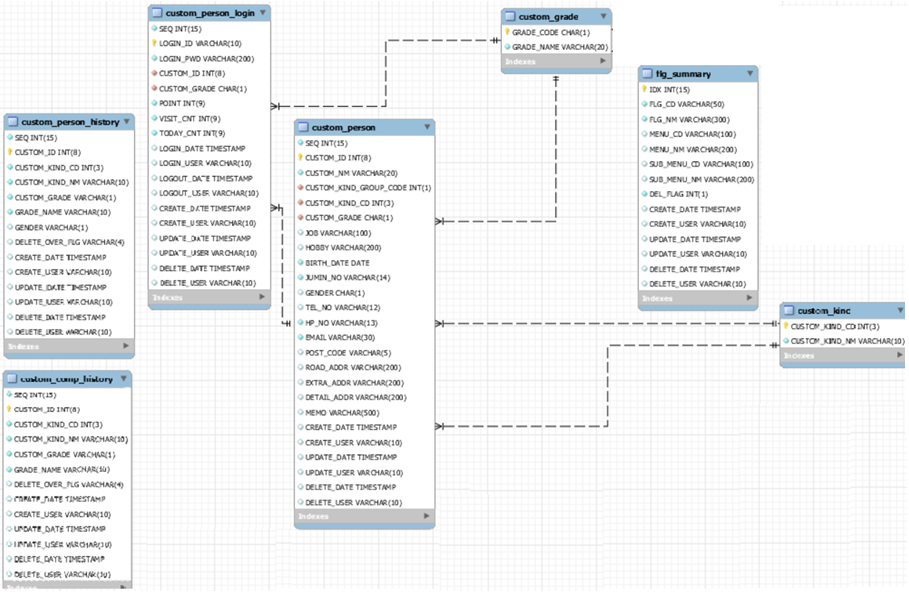 custom_person_login
SEQ INT(15)
LOGIN_ID VARCHAR(10)
LOGIN_PWD VARCHAR(200)
CUSTOM_ID INT(8)
CUSTOM_GRADE CHAR(1)
POINT INT(9)
VISIT_CNT INT(9)
TODAY_CNT INT(9)
LOGIN_DATE TIMESTAMP
LOGIN_USER VARCHAR(10)
LOGOUT_DATE TIMESTAMP
LOGOUT_USER VARCHAR(10)
CREATE_DATE TIMESTAMP
CREATE_USER VARCHAR(10)
UPDATE_DATE TIMESTAMP
UPDATE_USER VARCHAR(10)
DELETE_DATE TIMESTAMP
DELETE_USER VARCHAR(10)
Indexes
custom_grade
GRADE_CODE CHAR(1)
GRADE_NAME VARCHAR(20)
Indexes
flg_summary
IDX INT(15)
FLG_CD VARCHAR(50)
FLG_NM VARCHAR(300)
MENU_CD VARCHAR(100)
MENU_NM VARCHAR(200)
SUB_MENU_CD VARCHAR(100)
SUB_MENU_NM VARCHAR(200)
DEL_FLAG INT(1)
CREATE_DATE TIMESTAMP
CREATE_USER VARCHAR(10)
UPDATE_DATE TIMESTAMP
UPDATE_USER VARCHAR(10)
DELETE_DATE TIMESTAMP
DELETE_USER VARCHAR(10)
Indexes
custom_person_history
SEQ INT(15)
CUSTOM_ID INT(8)
CUSTOM_KIND_CD INT(3)
CUSTOM_KIND_NM VARCHAR(10)
CUSTOM_GRADE VARCHAR(1)
GRADE_NAME VARCHAR(10)
GENDER VARCHAR(1)
DELETE_OVER_FLG VARCHAR(4)
CREATE_DATE TIMESTAMP
CREATE_USER VARCHAR(10)
UPDATE_DATE TIMESTAMP
UPDATE_USER VARCHAR(10)
DELETE_DATE TIMESTAMP
DELETE_USER VARCHAR(10)
Indexes
custom_person
SEQ INT(15)
CUSTOM_ID INT(8)
CUSTOM_NM VARCHAR(20)
CUSTOM_KIND_GROUP_CODE INT(1)
CUSTOM_KIND_CD INT(3)
CUSTOM_GRADE CHAR(1)
JOB VARCHAR(100)
HOBBY VARCHAR(200)
BIRTH_DATE DATE
JUMIN_NO VARCHAR(14)
GENDER CHAR(1)
TEL_NO VARCHAR(12)
HP_NO VARCHAR(13)
EMAIL VARCHAR(30)
POST_CODE VARCHAR(5)
ROAD_ADDR VARCHAR(200)
EXTRA_ADDR VARCHAR(200)
DETAIL_ADDR VARCHAR(200)
MEMO VARCHAR(500)
CREATE_DATE TIMESTAMP
CREATE_USER VARCHAR(10)
UPDATE_DATE TIMESTAMP
UPDATE_USER VARCHAR(10)
DELETE_DATE TIMESTAMP
DELETE_USER VARCHAR(10)
Indexes
custom_kinc
CUSTOM_KIND_CD INT(3)
CUSTOM_KIND_NM VARCHAR(10)
Indexes
custom_comp_history
SEQ INT(15)
CUSTOM_ID INT(8)
CUSTOM_KIND_CD INT(3)
CUSTOM_KIND_NM VARCHAR(10)
CUSTOM_GRADE VARCHAR(1)
GRADE_NAME VARCHAR(10)
DELETE_OVER_FLG VARCHAR(4)
CREATE_DATE TIMESTAMP
CREATE_USER VARCHAR(10)
UPDATE_DATE TIMESTAMP
UPDATE_USER VARCHAR(10)
DELETE_DATE TIMESTAMP
DELETE_USER VARCHAR(10)
Indexes